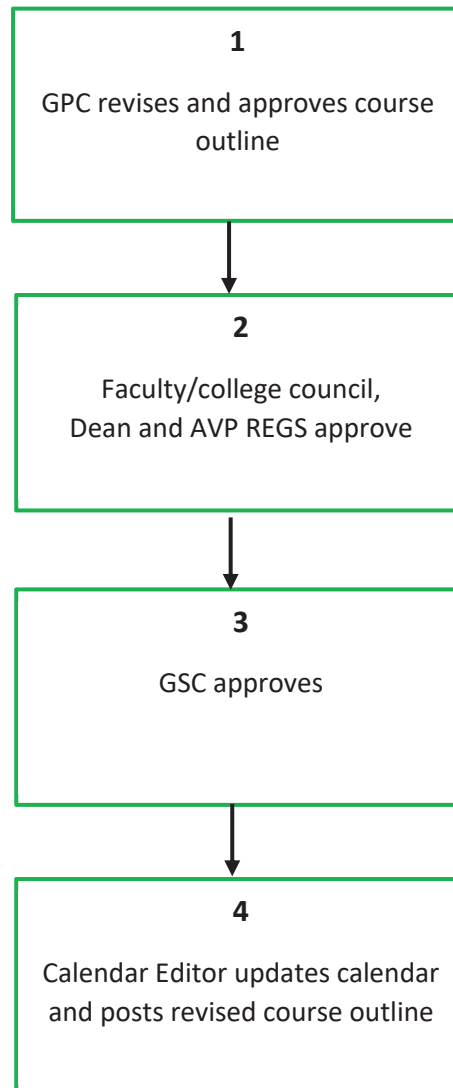 1
GPC revises and approves course
outline
2
Faculty/college council,
Dean and AVP REGS approve
3
GSC approves
4
Calendar Editor updates calendar
and posts revised course outline